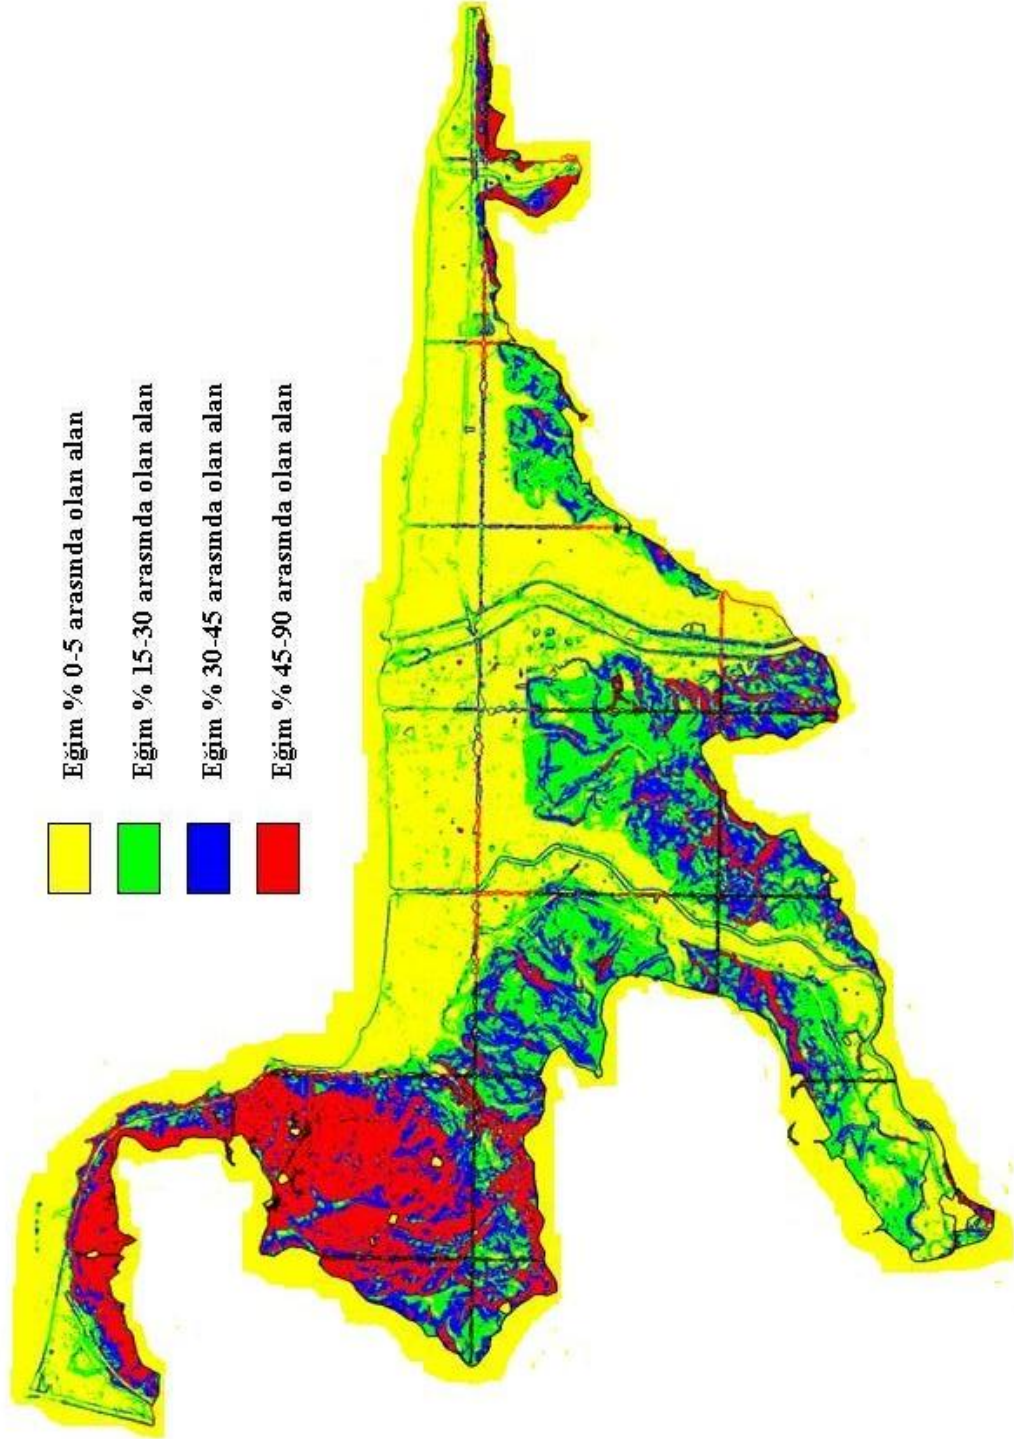 Eğim % 0-5 arasında olan alan
Eğim % 15-30 arasında olan alan
Eğim % 30-45 arasında olan alan
Eğim % 45-90 arasında olan alan